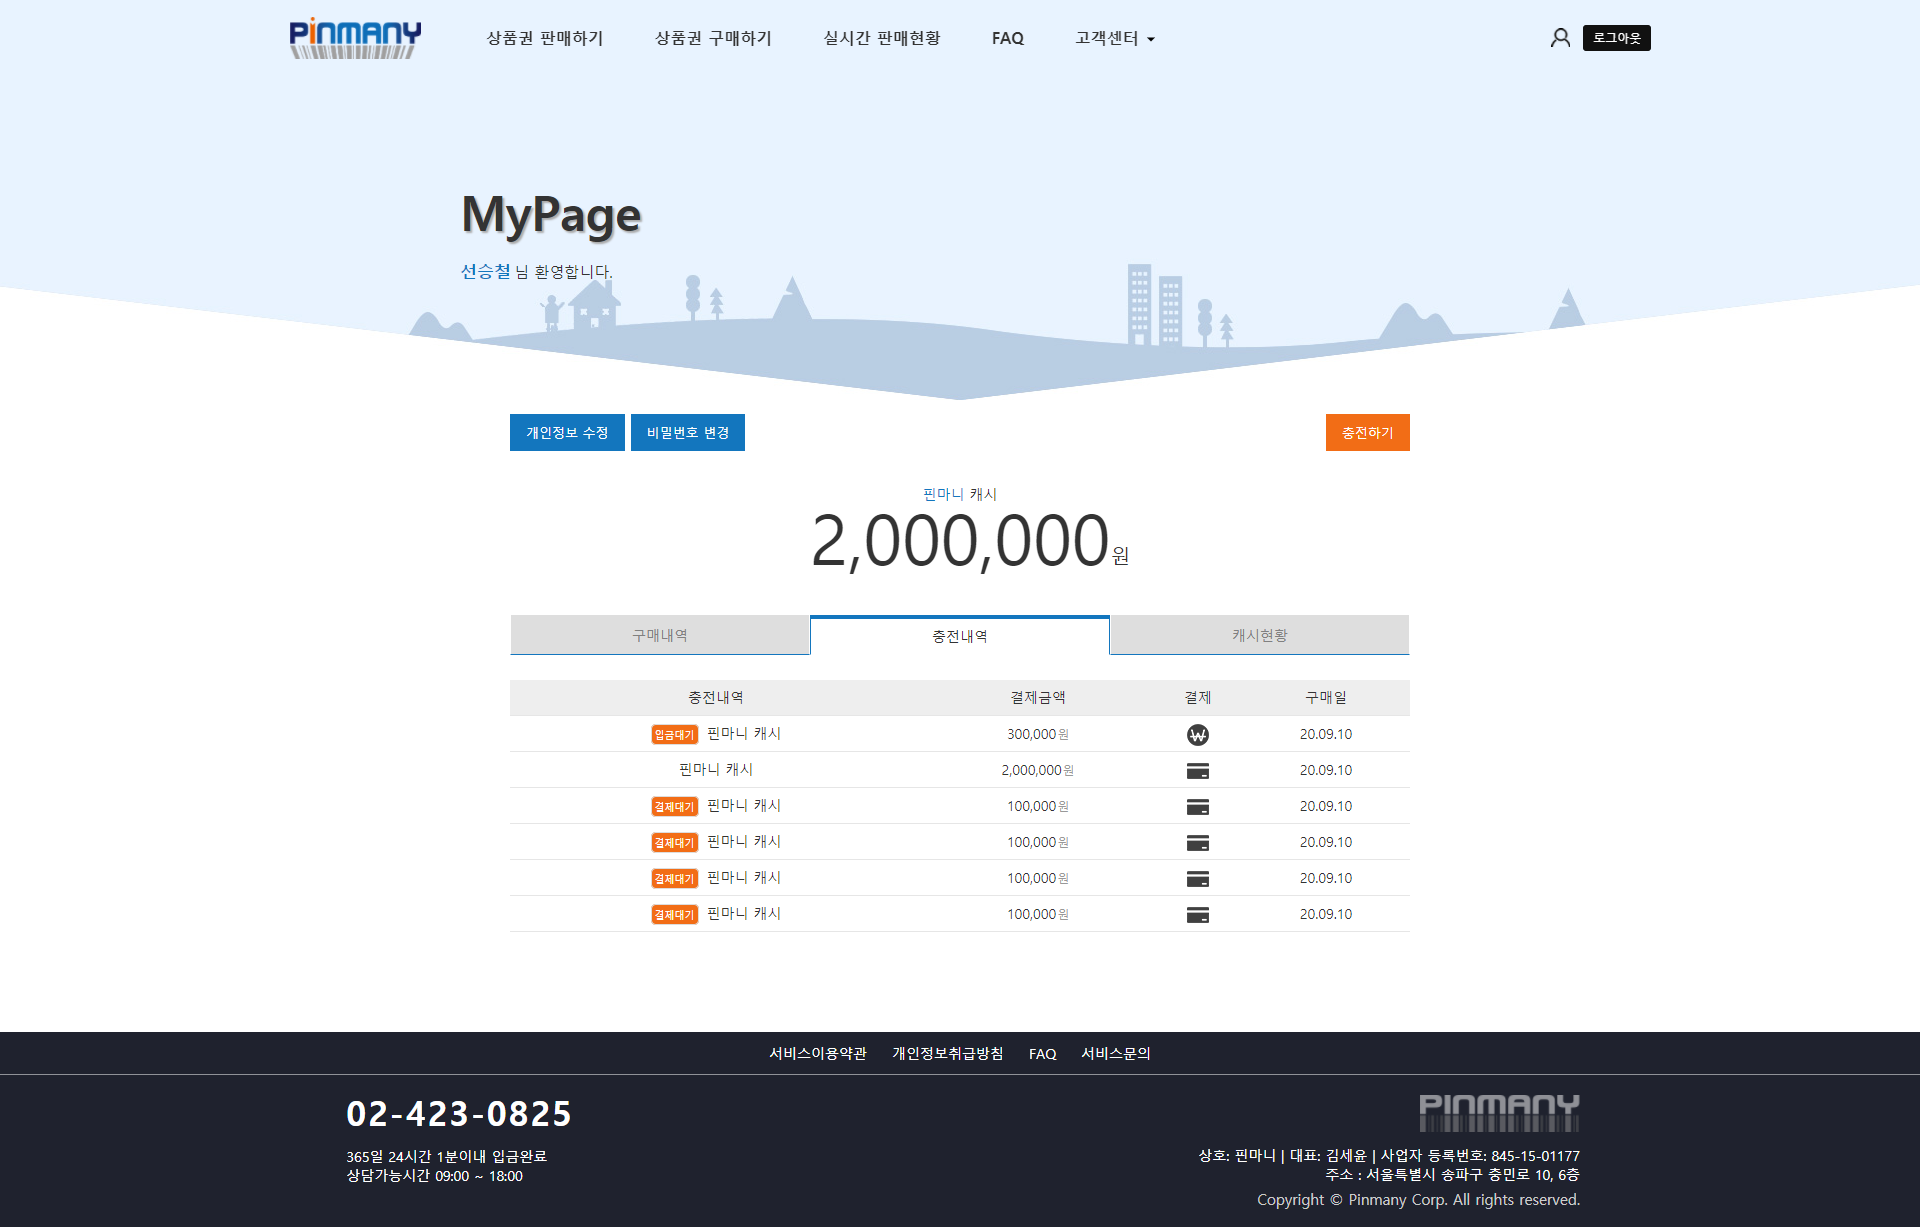 PINMANY 상품권 판매하기 상품권 구매하기 실시간 판매현황 FAQ 고객센터 로그아웃
MyPage
선승철 님 환영합니다.
개인정보 수정 비밀번호 변경 충전하기
핀마니 캐시
2,000,000원
구매내역 충전내역 캐시현황
충전내역 결제금액 결제 구매일
입금대기 핀마니 캐시 300,000원 20.09.10
핀마니 캐시 2,000,000원 20.09.10
결제대기 핀마니 캐시 100,000원 20.09.10
결제대기 핀마니 캐시 100,000원 20.09.10
결제대기 핀마니 캐시 100,000원 20.09.10
결제대기 핀마니 캐시 100,000원 20.09.10
서비스이용약관 개인정보취급방침 FAQ 서비스문의
02-423-0825
365일 24시간 1분이내 입금완료
상담가능시간 09:00 ~ 18:00
PINMANY
상호: 핀마니 | 대표: 김세윤 | 사업자 등록번호: 845-15-01177
주소 : 서울특별시 송파구 충민로 10, 6층
Copyright © Pinmany Corp. All rights reserved.